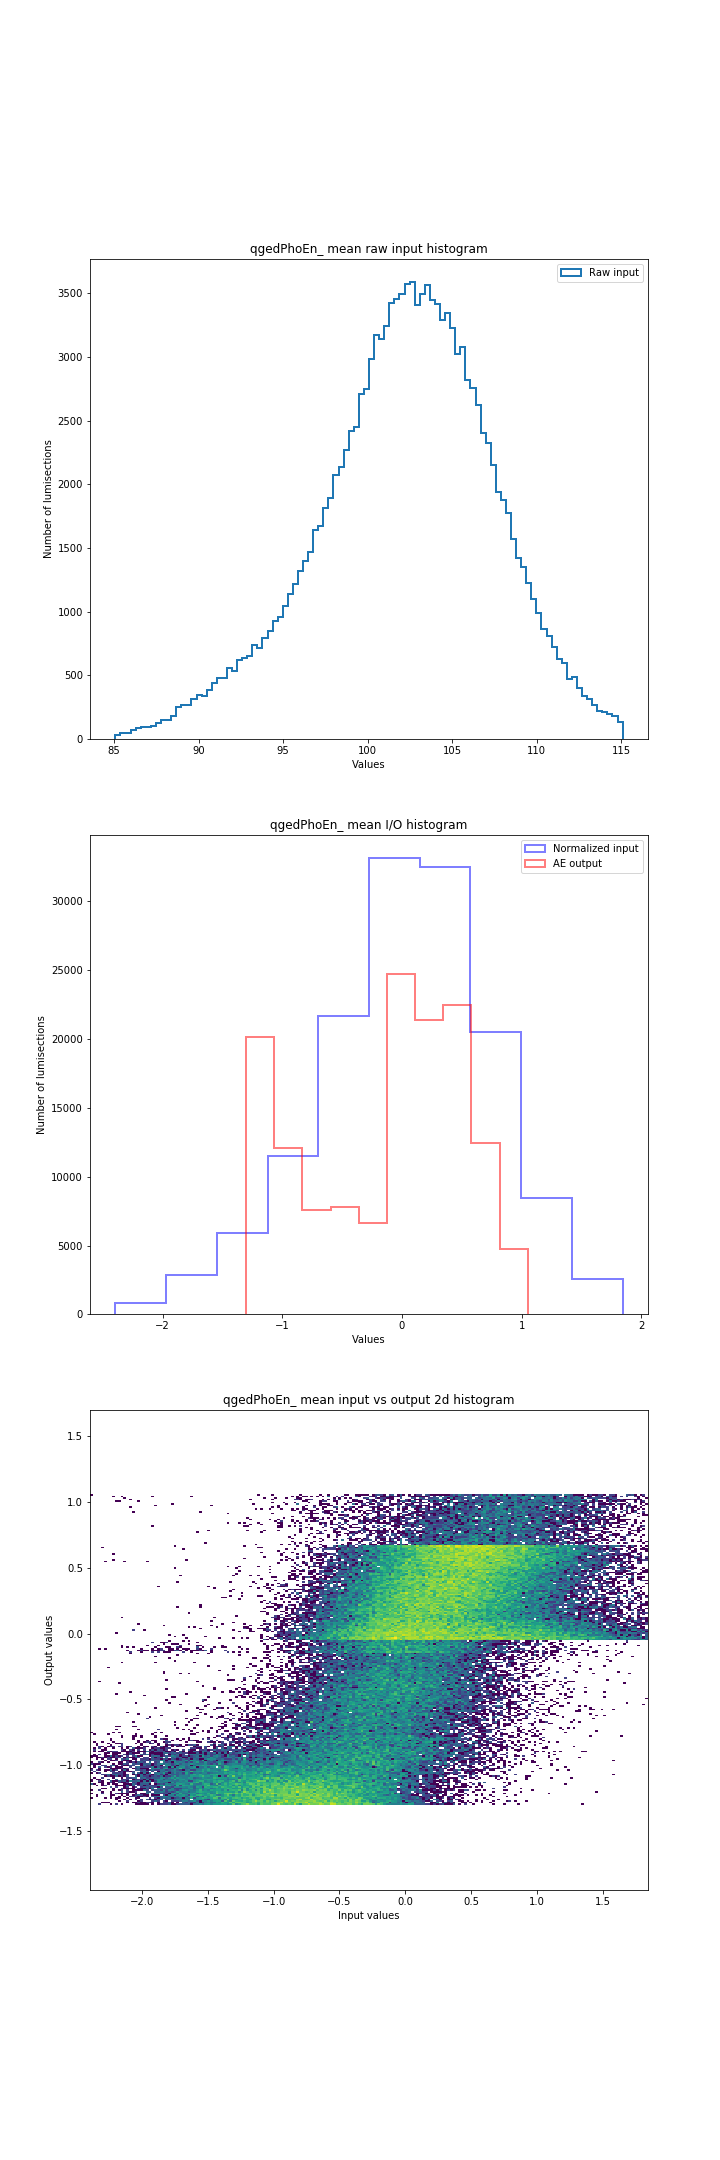 qgedPhoEn_ mean raw input histogram
Raw input
3500
3000
2500
2000
1500
1000
500
0
Number of lumisections
85 90 95 100 105 110 115
Values
qgedPhoEn_ mean I/O histogram
Normalized input
AE output
30000
25000
20000
15000
10000
5000
0
Number of lumisections
−2 −1 0 1 2
Values
qgedPhoEn_ mean input vs output 2d histogram
1.5
1.0
0.5
0.0
−0.5
−1.0
−1.5
Output values
−2.0 −1.5 −1.0 −0.5 0.0 0.5 1.0 1.5
Input values